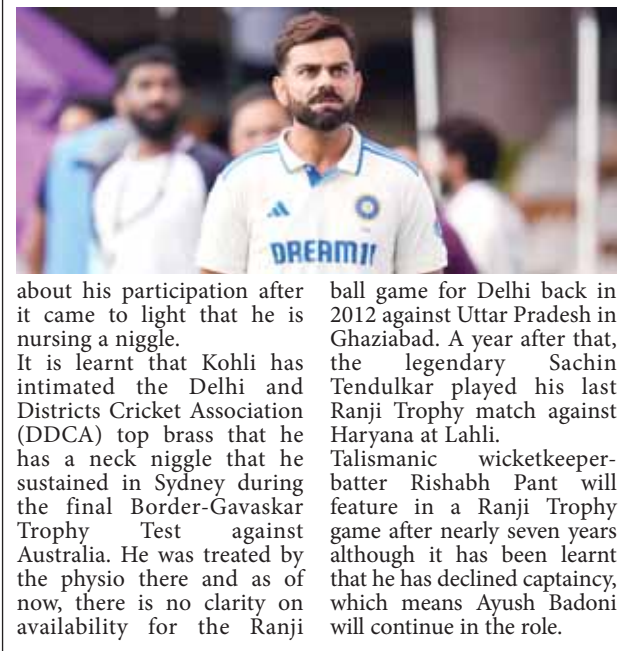 DREAM11
about his participation after
it came to light that he is
nursing a niggle.
It is learnt that Kohli has
intimated the Delhi and
Districts Cricket Association
(DDCA) top brass that he
has a neck niggle that he
sustained in Sydney during
the final Border-Gavaskar
Trophy Test against
Australia. He was treated by
the physio there and as of
now, there is no clarity on
availability for the Ranji
ball game for Delhi back in
2012 against Uttar Pradesh in
Ghaziabad. A year after that,
the legendary Sachin
Tendulkar played his last
Ranji Trophy match against
Haryana at Lahli.
Talismanic wicketkeeper-
batter Rishabh Pant will
feature in a Ranji Trophy
game after nearly seven years
although it has been learnt
that he has declined captaincy,
which means Ayush Badoni
will continue in the role.